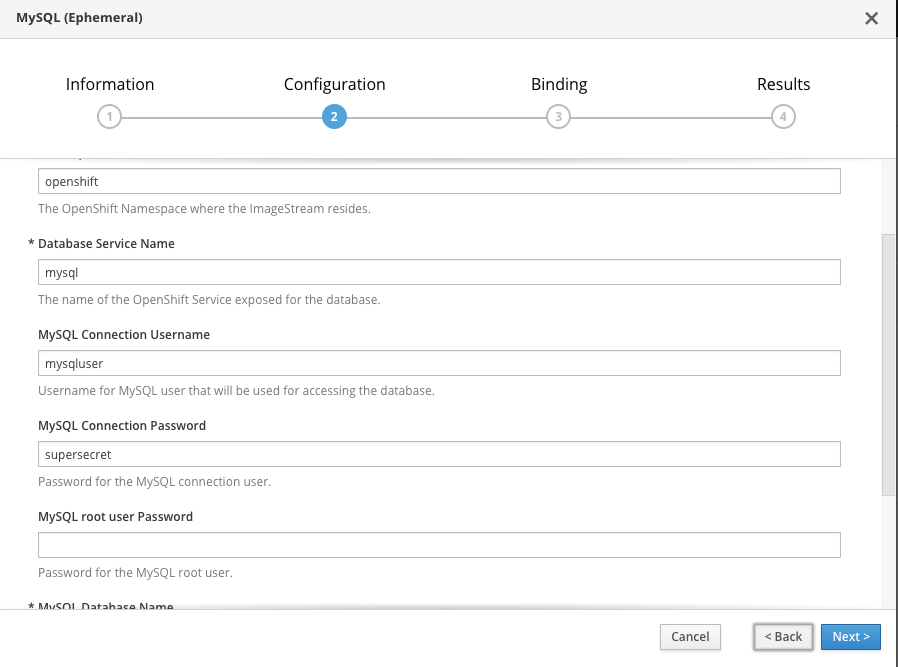 MySQL (Ephemeral)
Information
Configuration
Binding
Results
1
2
3
4
openshift
The OpenShift Namespace where the ImageStream resides.
* Database Service Name
mysql
The name of the OpenShift Service exposed for the database.
MySQL Connection Username
mysqluser
Username for MySQL user that will be used for accessing the database.
MySQL Connection Password
supersecret
Password for the MySQL connection user.
MySQL root user Password
Password for the MySQL root user.
* MySQL Database Name
Cancel
< Back
Next >